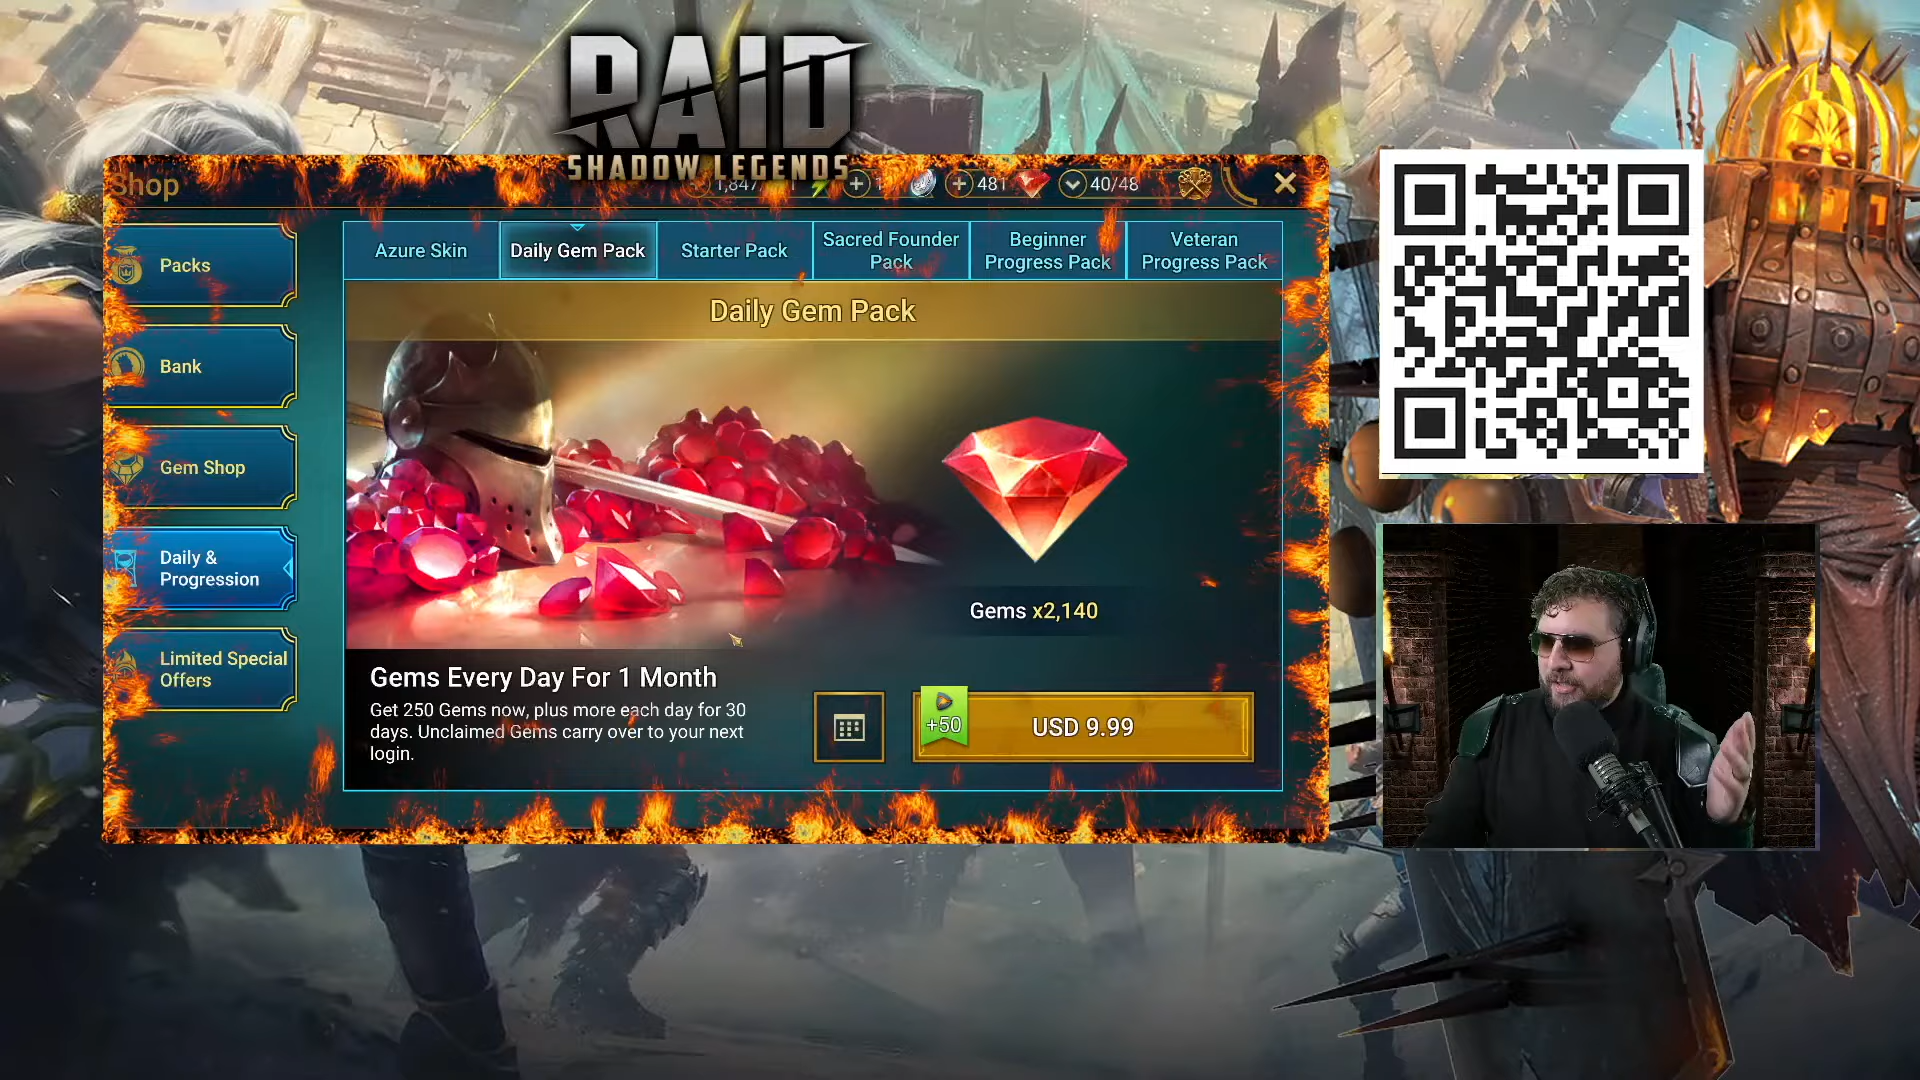 RAID
SHADOW LEGENDS
Shop
481
40/48
Packs
Bank
Gem Shop
Daily &
Progression
Limited Special
Offers
Azure Skin
Daily Gem Pack
Starter Pack
Sacred Founder
Pack
Beginner
Progress Pack
Veteran
Progress Pack
Daily Gem Pack
Gems x2,140
Gems Every Day For 1 Month
Get 250 Gems now, plus more each day for 30
days. Unclaimed Gems carry over to your next
login.
+50
USD 9.99